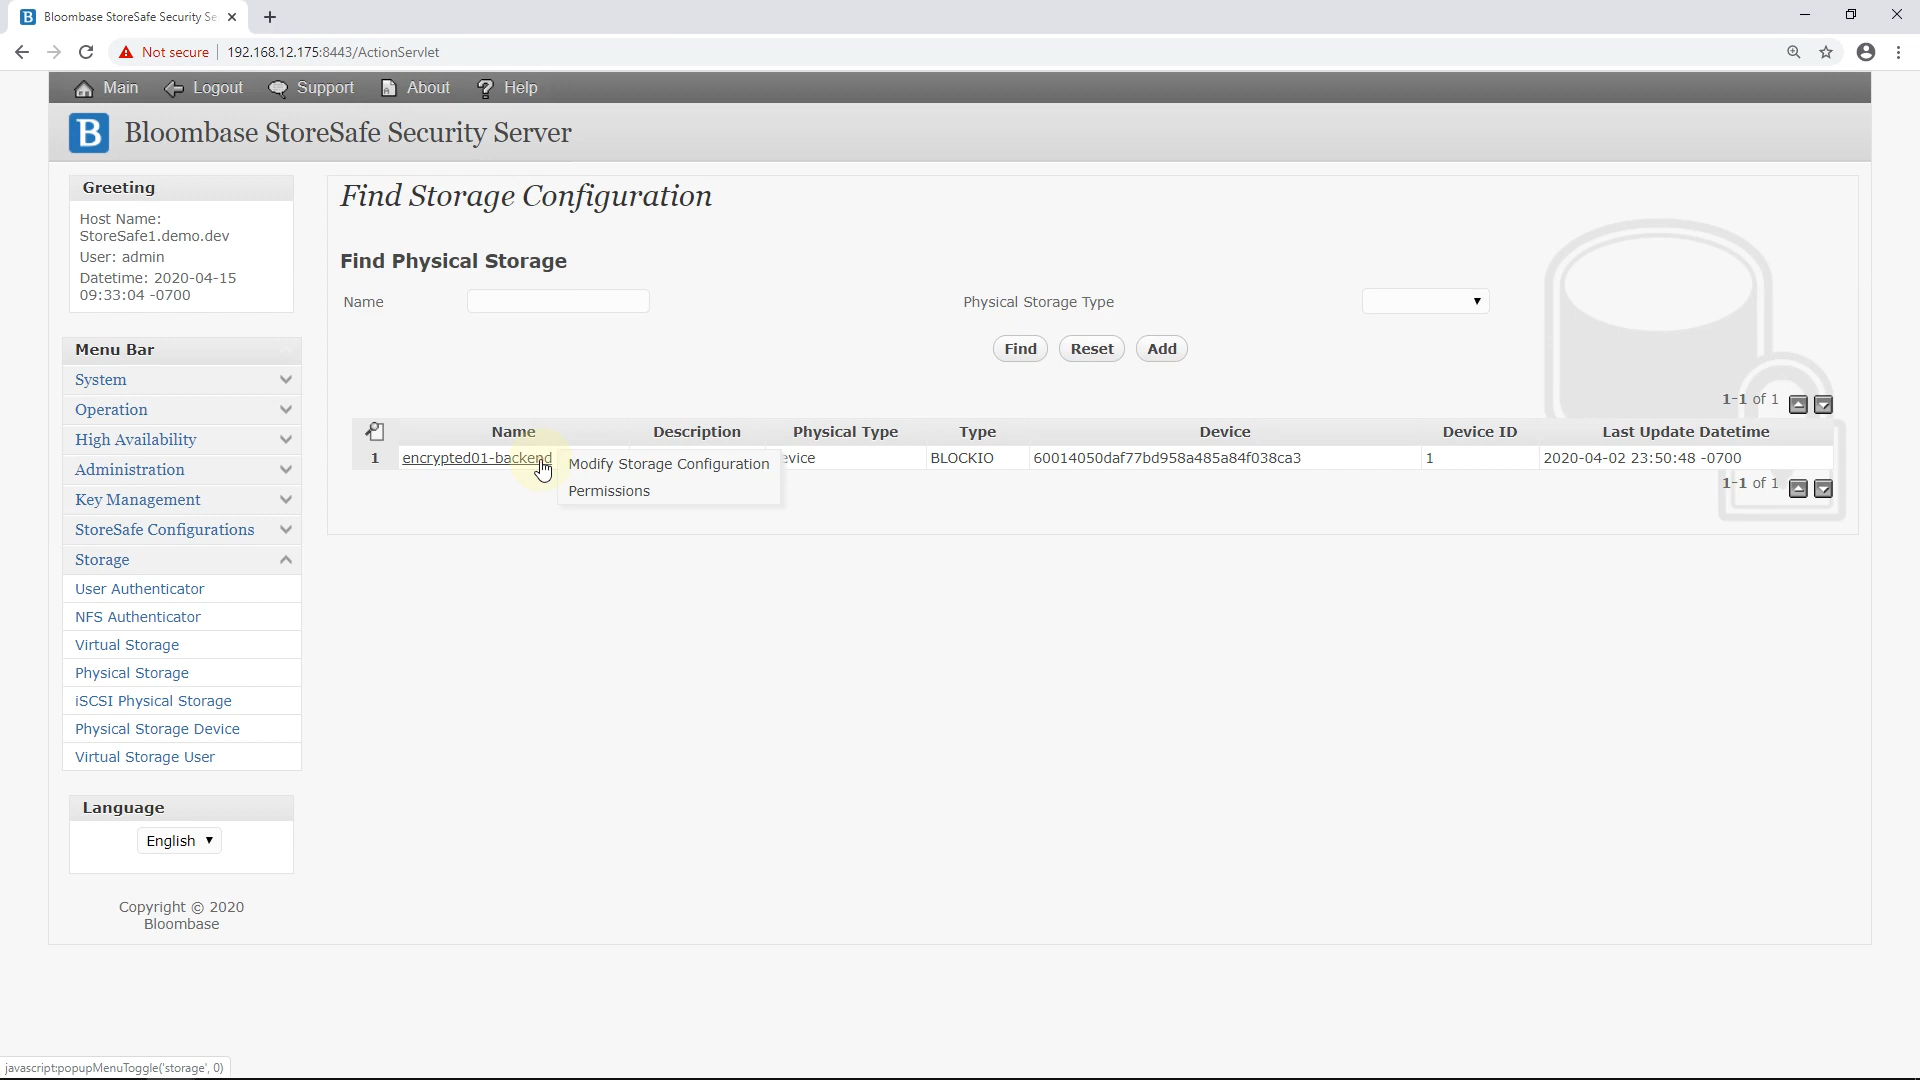 Bloombase StoreSafe Security Se
Not secure 192.168.12.175:8443/ActionServlet
Main Logout Support About Help
B Bloombase StoreSafe Security Server
Greeting
Host Name:
StoreSafe1.demo.dev
User: admin
Datetime: 2020-04-15
09:33:04 -0700
Menu Bar
System
Operation
High Availability
Administration
Key Management
StoreSafe Configurations
Storage
User Authenticator
NFS Authenticator
Virtual Storage
Physical Storage
iSCSI Physical Storage
Physical Storage Device
Virtual Storage User
Language
English
Copyright © 2020
Bloombase
Find Storage Configuration
Find Physical Storage
Name Physical Storage Type
Find Reset Add
1-1 of 1
Name Description Physical Type Type Device Device ID Last Update Datetime
1 encrypted01-backend evice BLOCKIO 60014050daf77bd958a485a84f038ca3 1 2020-04-02 23:50:48 -0700
Modify Storage Configuration
Permissions
1-1 of 1
javascript:popupMenuToggle('storage', 0)